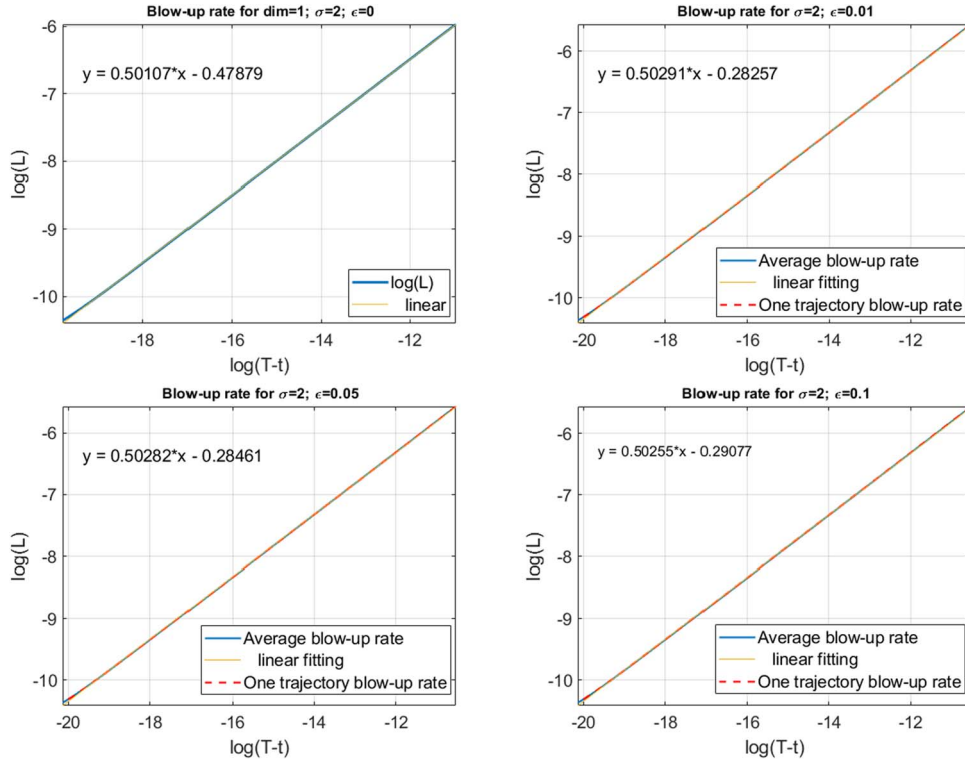 Blow-up rate for dim=1; σ=2; ϵ=0
y = 0.50107*x - 0.47879
-6
-7
-8
-9
-10
log(L)
log(L)
linear
-18
-16
-14
-12
log(T-t)
Blow-up rate for σ=2; ϵ=0.01
y = 0.50291*x - 0.28257
-6
-7
-8
-9
-10
log(L)
Average blow-up rate
linear fitting
One trajectory blow-up rate
-20
-18
-16
-14
-12
log(T-t)
Blow-up rate for σ=2; ϵ=0.05
y = 0.50282*x - 0.28461
-6
-7
-8
-9
-10
log(L)
Average blow-up rate
linear fitting
One trajectory blow-up rate
-20
-18
-16
-14
-12
log(T-t)
Blow-up rate for σ=2; ϵ=0.1
y = 0.50255*x - 0.29077
-6
-7
-8
-9
-10
log(L)
Average blow-up rate
linear fitting
One trajectory blow-up rate
-20
-18
-16
-14
-12
log(T-t)